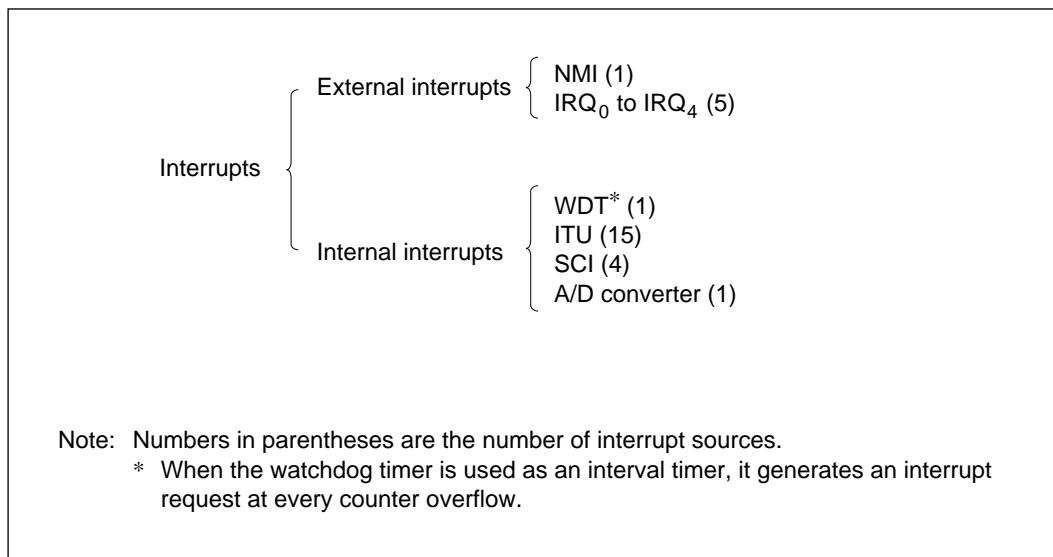 External interrupts
NMI (1)
IRQ0 to IRQ4 (5)
Interrupts
Internal interrupts
WDT* (1)
ITU (15)
SCI (4)
A/D converter (1)
Note: Numbers in parentheses are the number of interrupt sources.
* When the watchdog timer is used as an interval timer, it generates an interrupt
request at every counter overflow.